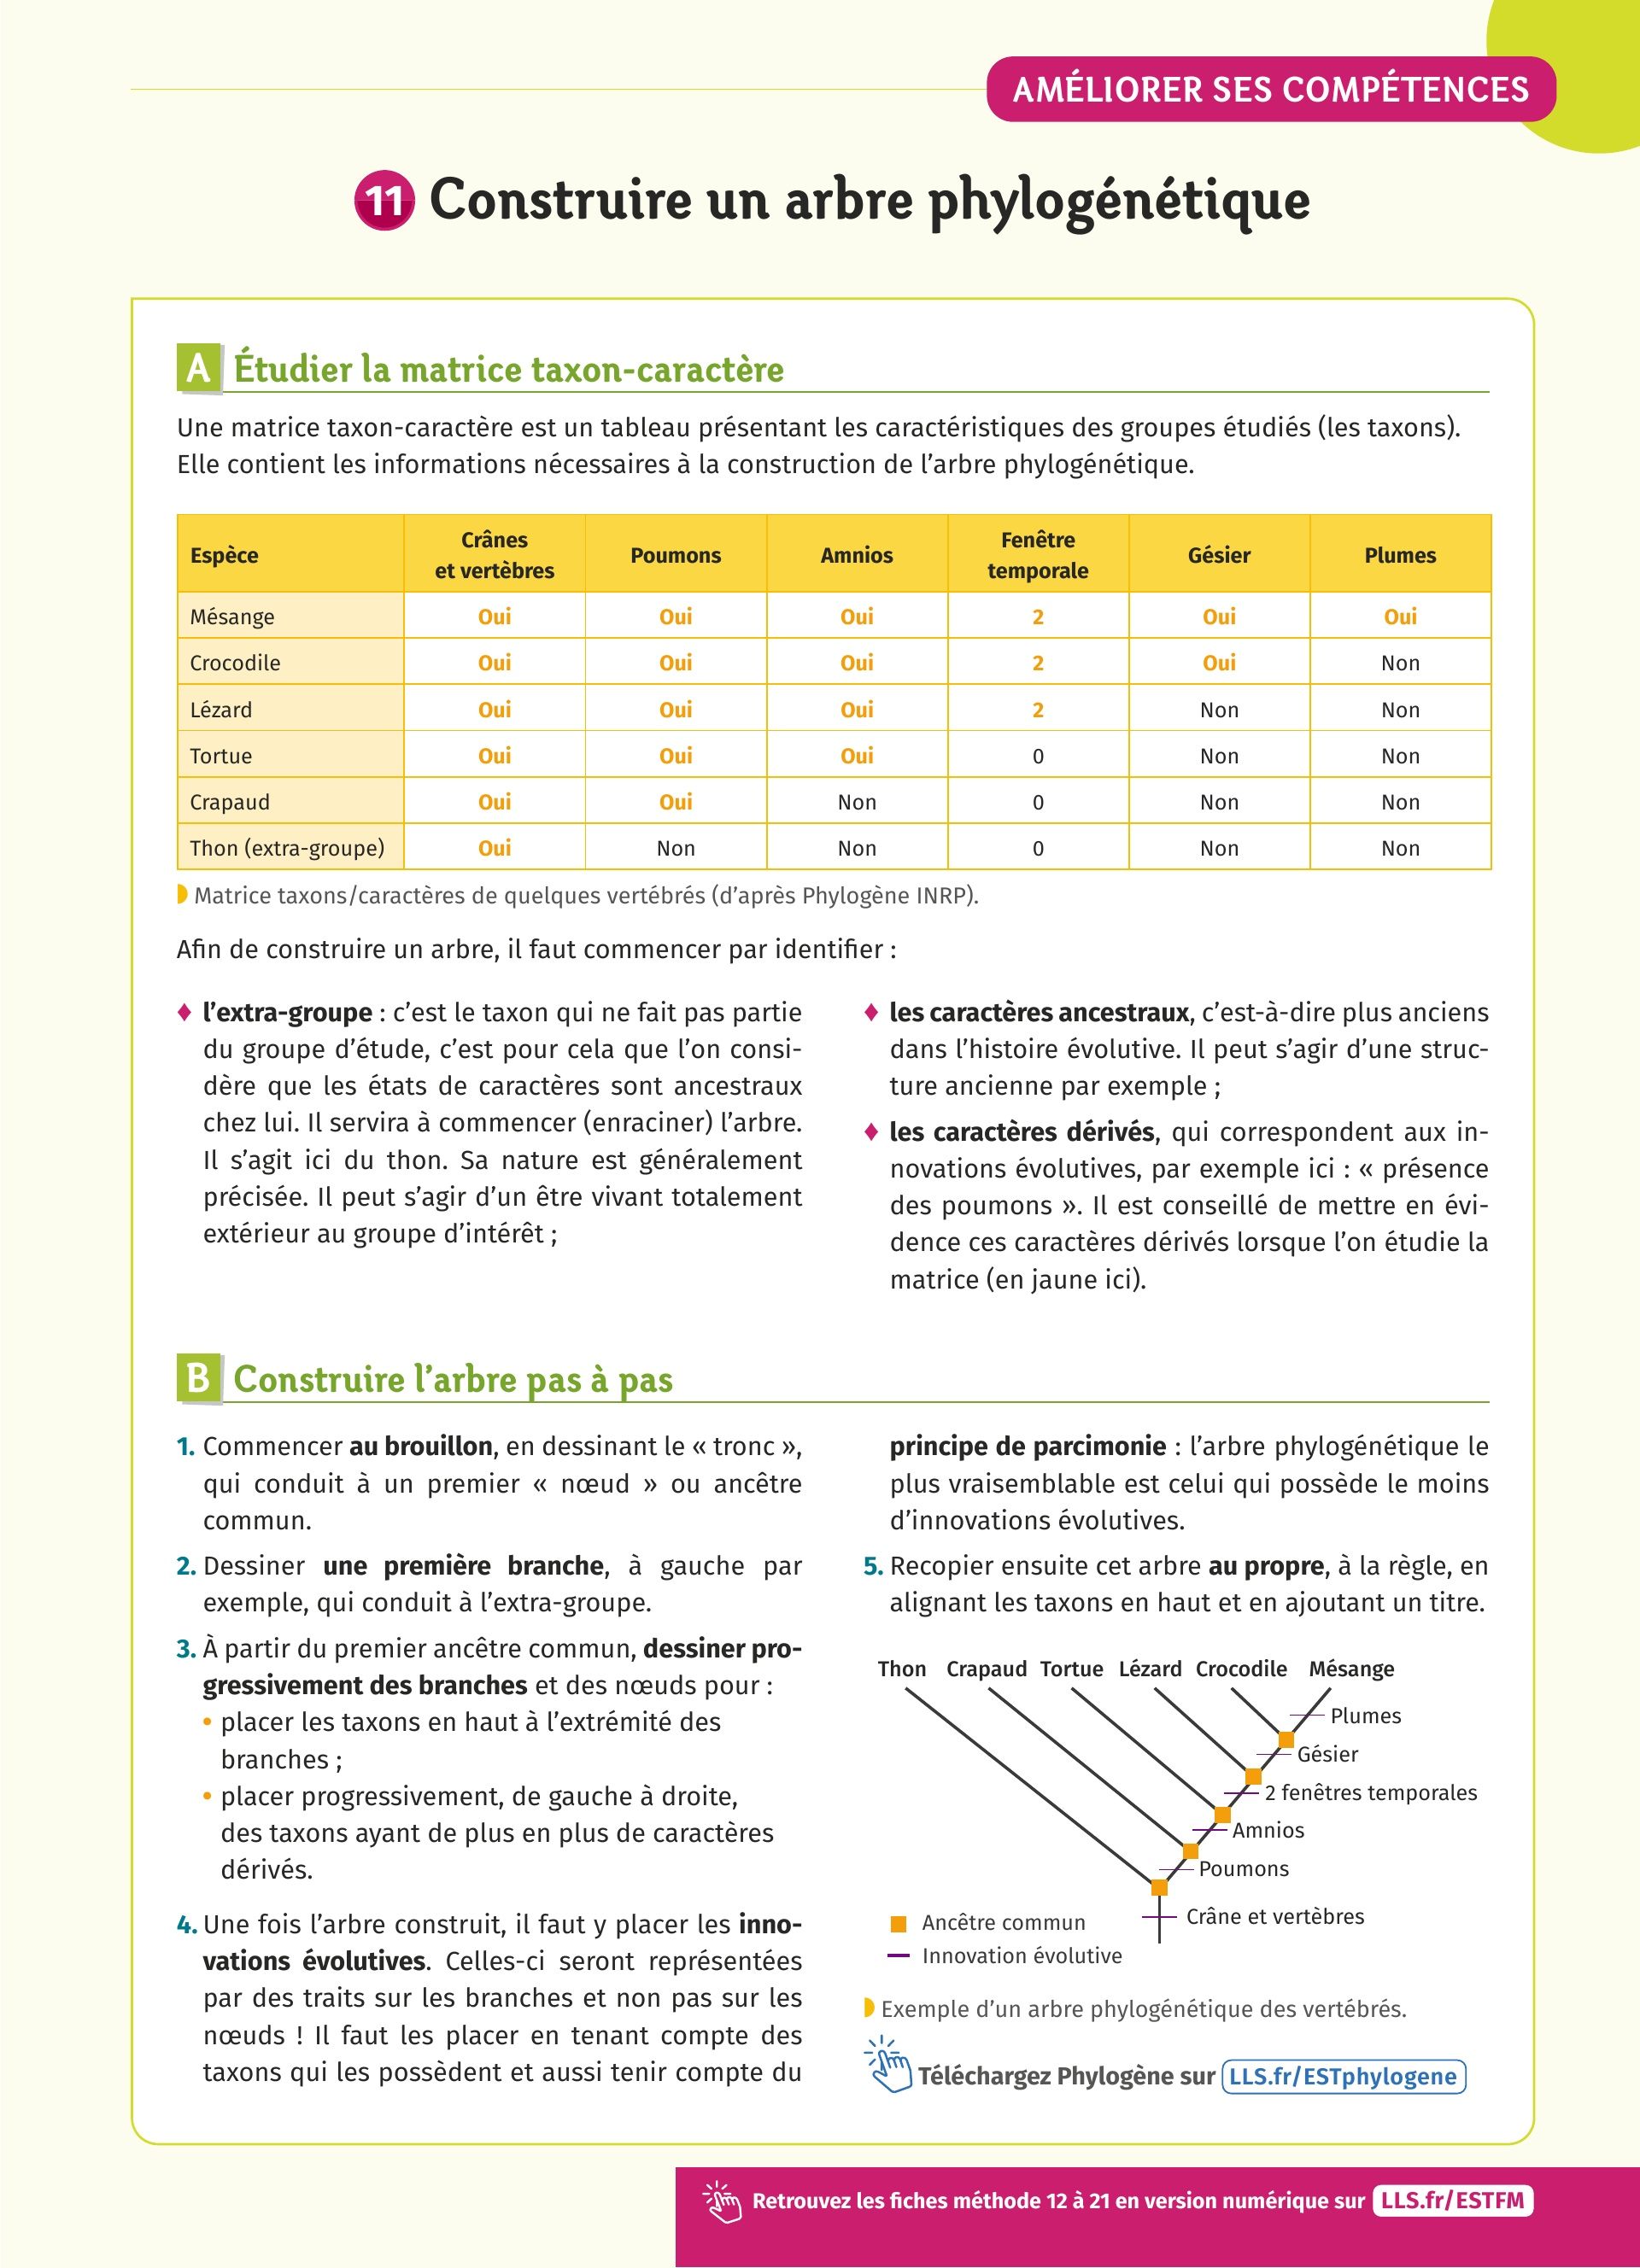 AMÉLIORER SES COMPÉTENCES
11 Construire un arbre phylogénétique
A Étudier la matrice taxon-caractère
Une matrice taxon-caractère est un tableau présentant les caractéristiques des groupes étudiés (les taxons).
Elle contient les informations nécessaires à la construction de l’arbre phylogénétique.
Espèce Crânes et vertèbres Poumons Amnios Fenêtre temporale Gésier Plumes
Mésange Oui Oui Oui 2 Oui Oui
Crocodile Oui Oui Oui 2 Oui Non
Lézard Oui Oui Oui 2 Non Non
Tortue Oui Oui Oui 0 Non Non
Crapaud Oui Oui Non 0 Non Non
Thon (extra-groupe) Oui Non Non 0 Non Non
Matrice taxons/caractères de quelques vertébrés (d’après Phylogène INRP).
Afin de construire un arbre, il faut commencer par identifier :
♦ l’extra-groupe : c’est le taxon qui ne fait pas partie
du groupe d’étude, c’est pour cela que l’on consi-
dère que les états de caractères sont ancestraux
chez lui. Il servira à commencer (enraciner) l’arbre.
Il s’agit ici du thon. Sa nature est généralement
précisée. Il peut s’agir d’un être vivant totalement
extérieur au groupe d’intérêt ;
♦ les caractères ancestraux, c’est-à-dire plus anciens
dans l’histoire évolutive. Il peut s’agir d’une struc-
ture ancienne par exemple ;
♦ les caractères dérivés, qui correspondent aux in-
novations évolutives, par exemple ici : « présence
des poumons ». Il est conseillé de mettre en évi-
dence ces caractères dérivés lorsque l’on étudie la
matrice (en jaune ici).
B Construire l’arbre pas à pas
1. Commencer au brouillon, en dessinant le « tronc »,
qui conduit à un premier « nœud » ou ancêtre
commun.
2. Dessiner une première branche, à gauche par
exemple, qui conduit à l’extra-groupe.
3. À partir du premier ancêtre commun, dessiner pro-
gressivement des branches et des nœuds pour :
• placer les taxons en haut à l’extrémité des
branches ;
• placer progressivement, de gauche à droite,
des taxons ayant de plus en plus de caractères
dérivés.
4. Une fois l’arbre construit, il faut y placer les inno-
vations évolutives. Celles-ci seront représentées
par des traits sur les branches et non pas sur les
nœuds ! Il faut les placer en tenant compte des
taxons qui les possèdent et aussi tenir compte du
principe de parcimonie : l’arbre phylogénétique le
plus vraisemblable est celui qui possède le moins
d’innovations évolutives.
5. Recopier ensuite cet arbre au propre, à la règle, en
alignant les taxons en haut et en ajoutant un titre.
Thon Crapaud Tortue Lézard Crocodile Mésange
Plumes
Gésier
2 fenêtres temporales
Amnios
Poumons
Crâne et vertèbres
Ancêtre commun
Innovation évolutive
Exemple d’un arbre phylogénétique des vertébrés.
Téléchargez Phylogène sur LLS.fr/ESTphylogene
Retrouvez les fiches méthode 12 à 21 en version numérique sur LLS.fr/ESTFM